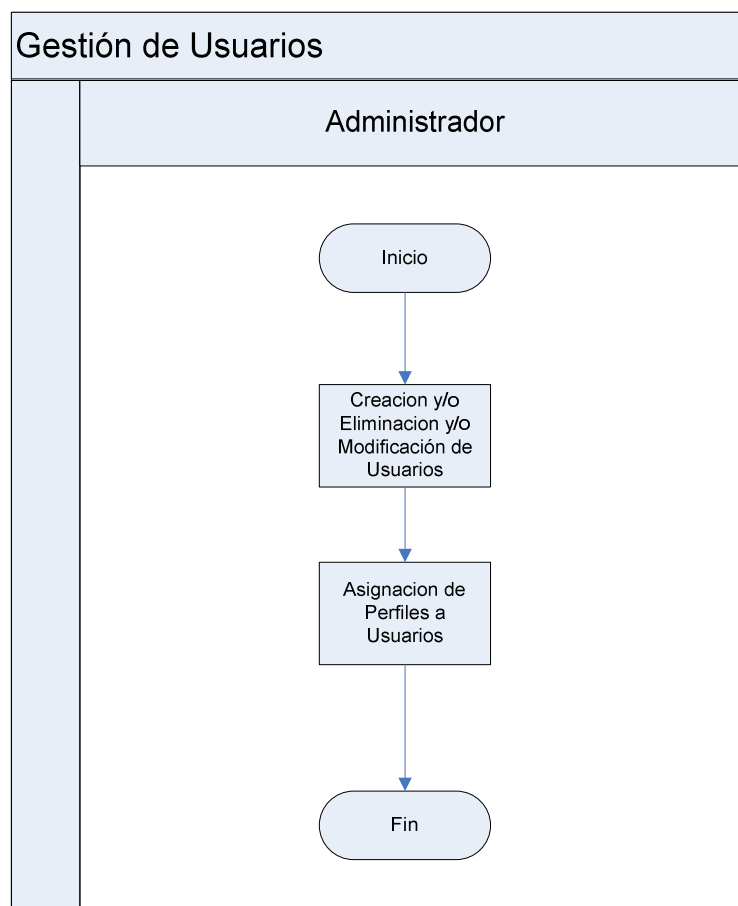 Gestión de Usuarios
Administrador
Inicio
Creacion y/o
Eliminacion y/o
Modificación de
Usuarios
Asignacion de
Perfiles a
Usuarios
Fin